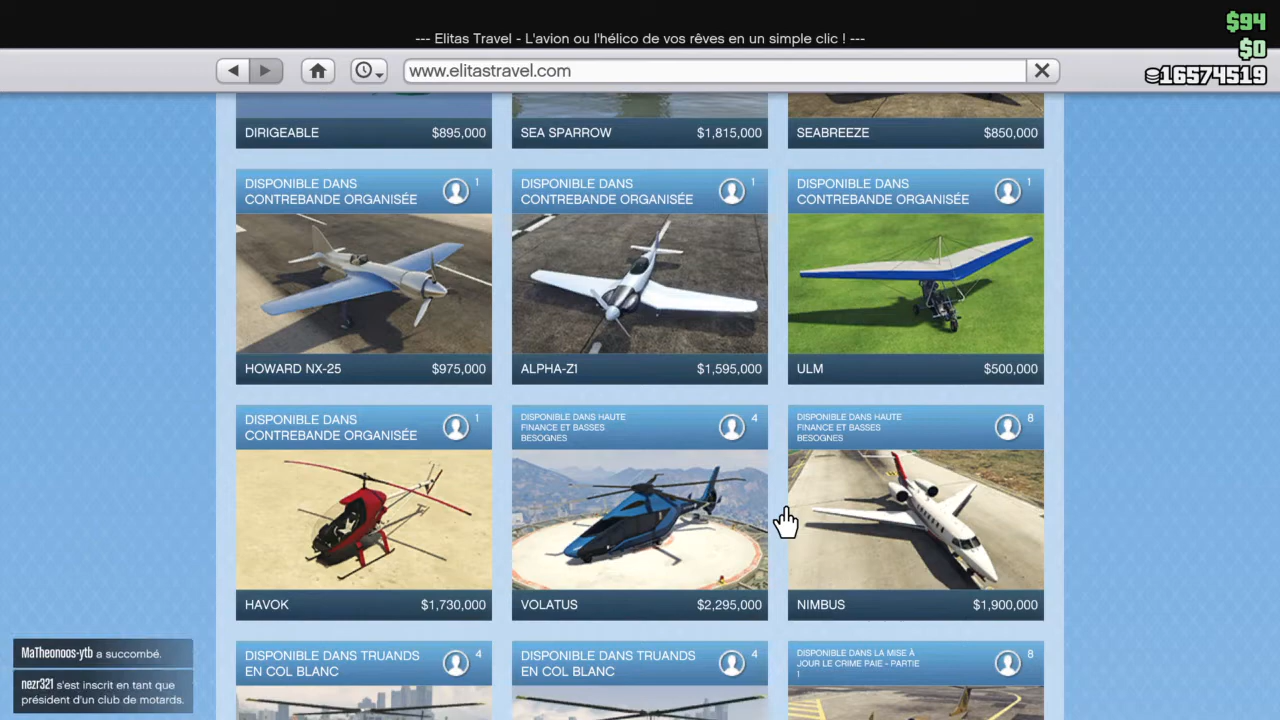 $94
--- Elitas Travel - L'avion ou l'hélico de vos rêves en un simple clic ! ---
$0
www.elitastravel.com
16574519
DIRIGEABLE $895,000
SEA SPARROW $1,815,000
SEABREEZE $850,000
DISPONIBLE DANS
CONTREBANDE ORGANISÉE
1
DISPONIBLE DANS
CONTREBANDE ORGANISÉE
1
DISPONIBLE DANS
CONTREBANDE ORGANISÉE
1
HOWARD NX-25 $975,000
ALPHA-Z1 $1,595,000
ULM $500,000
DISPONIBLE DANS
CONTREBANDE ORGANISÉE
1
DISPONIBLE DANS HAUTE
FINANCE ET BASSES
BESOGNES
4
DISPONIBLE DANS HAUTE
FINANCE ET BASSES
BESOGNES
8
HAVOK $1,730,000
VOLATUS $2,295,000
NIMBUS $1,900,000
DISPONIBLE DANS TRUANDS
EN COL BLANC
4
DISPONIBLE DANS TRUANDS
EN COL BLANC
4
DISPONIBLE DANS LA MISE À
JOUR LE CRIME PAIE - PARTIE
1
8
MaTheonoos-ytb a succombé.
nezr321 s'est inscrit en tant que
président d'un club de motards.